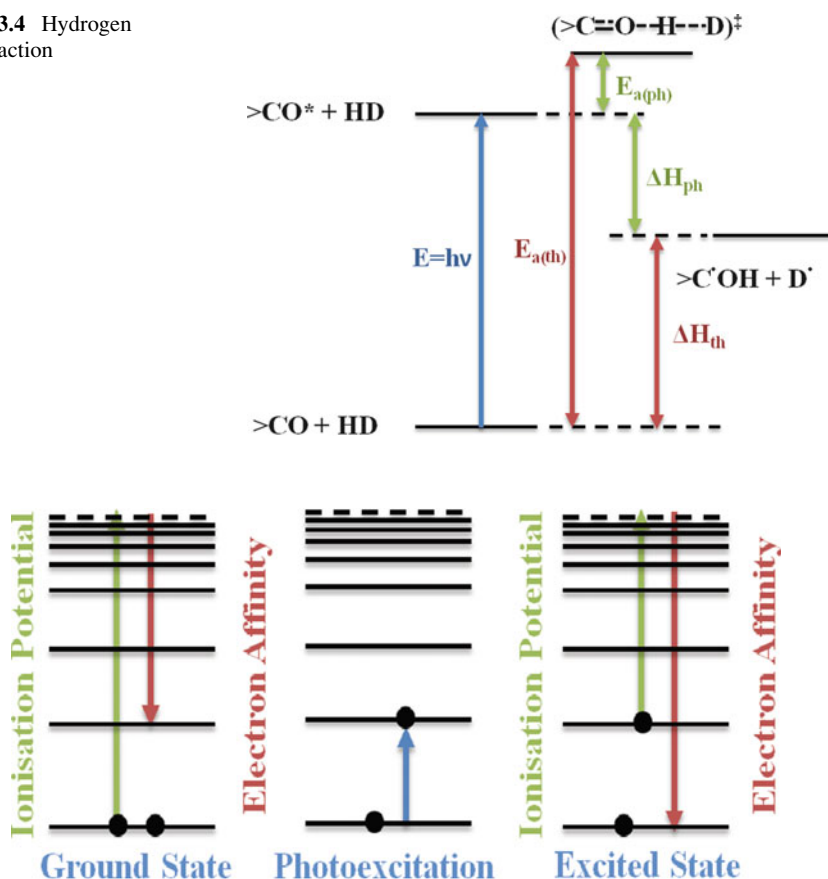 3.4 Hydrogen
action
(>C=O--H---D)‡
Ea(ph)
>CO* + HD
ΔHph
E=hν
Ea(th)
>C˙OH + D˙
ΔHth
>CO + HD
Ionisation Potential
Electron Affinity
Ionisation Potential
Electron Affinity
Ground State
Photoexcitation
Excited State